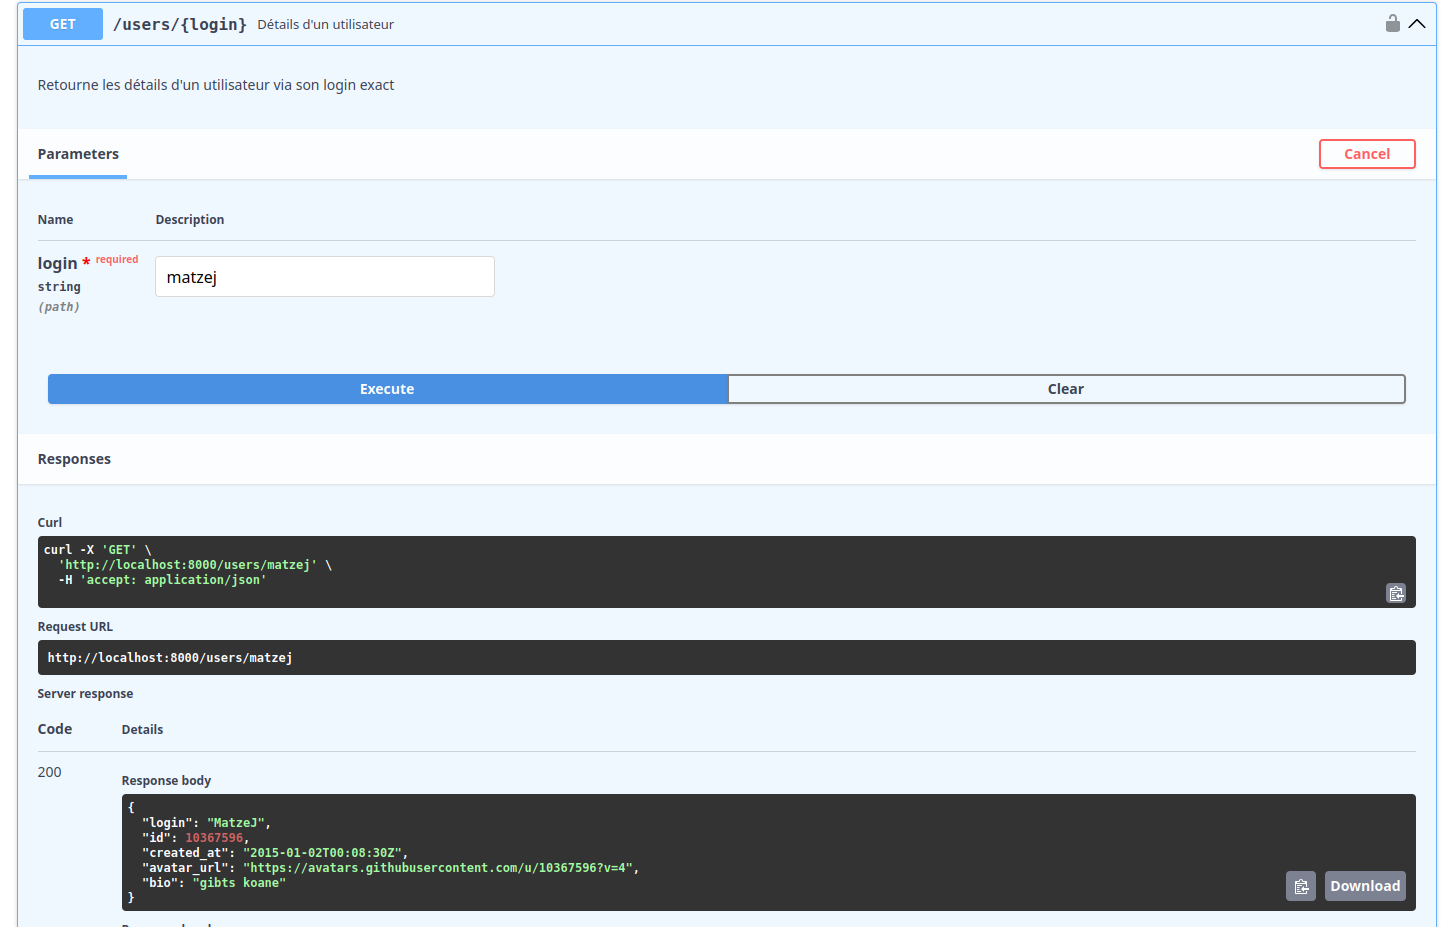 GET /users/{login} Détails d'un utilisateur
Retourne les détails d'un utilisateur via son login exact
Parameters
Cancel
Name Description
login * required
string
(path)
matzej
Execute
Clear
Responses
Curl
curl -X 'GET' \
  'http://localhost:8000/users/matzej' \
  -H 'accept: application/json'
Request URL
http://localhost:8000/users/matzej
Server response
Code Details
200
Response body
{
  "login": "MatzeJ",
  "id": 10367596,
  "created_at": "2015-01-02T00:08:30Z",
  "avatar_url": "https://avatars.githubusercontent.com/u/10367596?v=4",
  "bio": "gibts koane"
}
Download